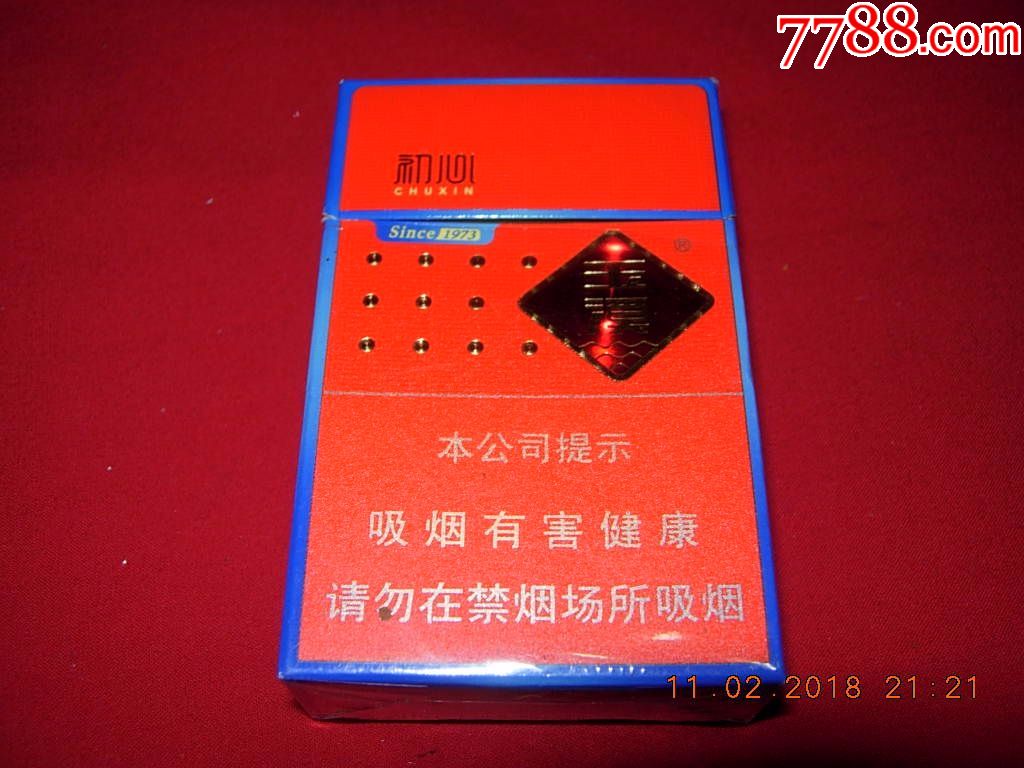 7788.com
初心
CHUXIN
Since 1973
®
本公司提示
吸烟有害健康
请勿在禁烟场所吸烟
11.02.2018 21:21